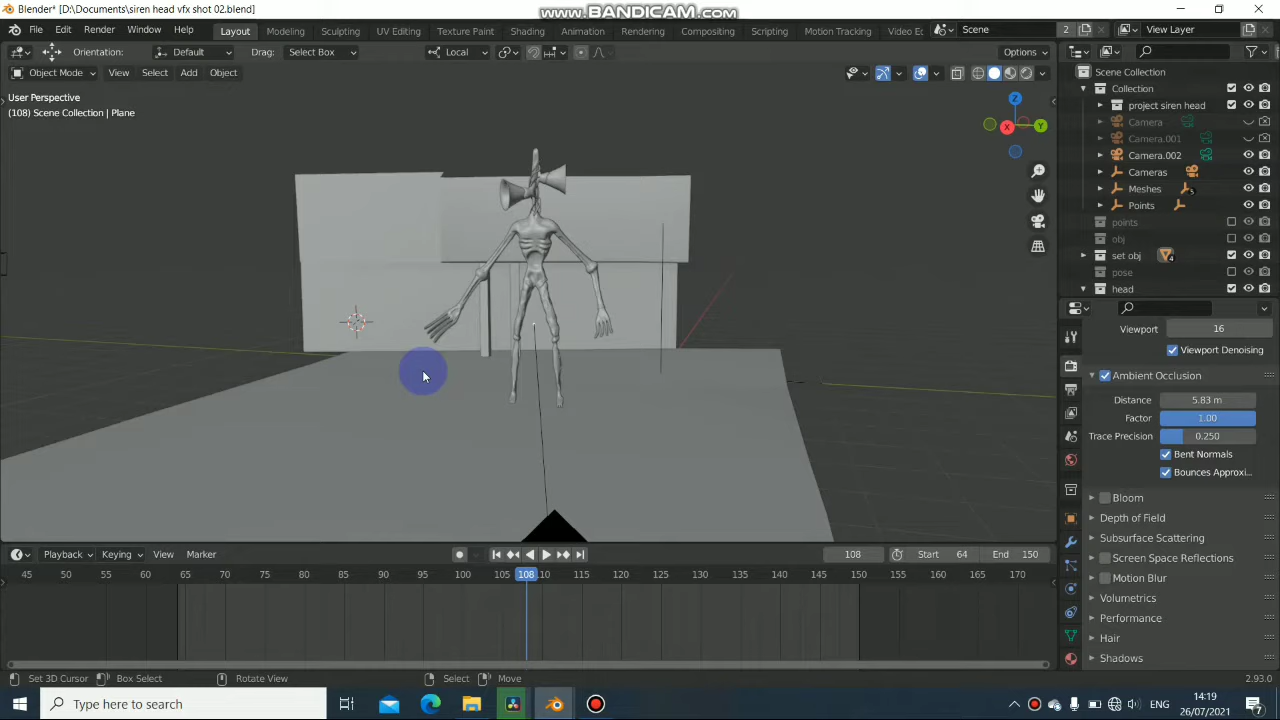 Blender* [D:\Documents\siren head vfx shot 02.blend]
www.BANDICAM.com
File Edit Render Window Help Layout Modeling Sculpting UV Editing Texture Paint Shading Animation Rendering Compositing Scripting Motion Tracking Video Ec Scene 2 View Layer
Orientation: Default Drag: Select Box Local Options
Object Mode View Select Add Object
User Perspective
(108) Scene Collection | Plane
Z
X
Y
Scene Collection
Collection
project siren head
Camera
Camera.001
Camera.002
Cameras
Meshes
5
Points
points
obj
set obj
4
pose
head
Viewport 16
Viewport Denoising
Ambient Occlusion
Distance 5.83 m
Factor 1.00
Trace Precision 0.250
Bent Normals
Bounces Approxi...
Bloom
Depth of Field
Subsurface Scattering
Screen Space Reflections
Motion Blur
Volumetrics
Performance
Hair
Shadows
Playback Keying View Marker 108 Start 64 End 150
45 50 55 60 65 70 75 80 85 90 95 100 105 108 110 115 120 125 130 135 140 145 150 155 160 165 170
Set 3D Cursor Box Select Rotate View Select Move 2.93.0
Type here to search
14:19
ENG
26/07/2021
7